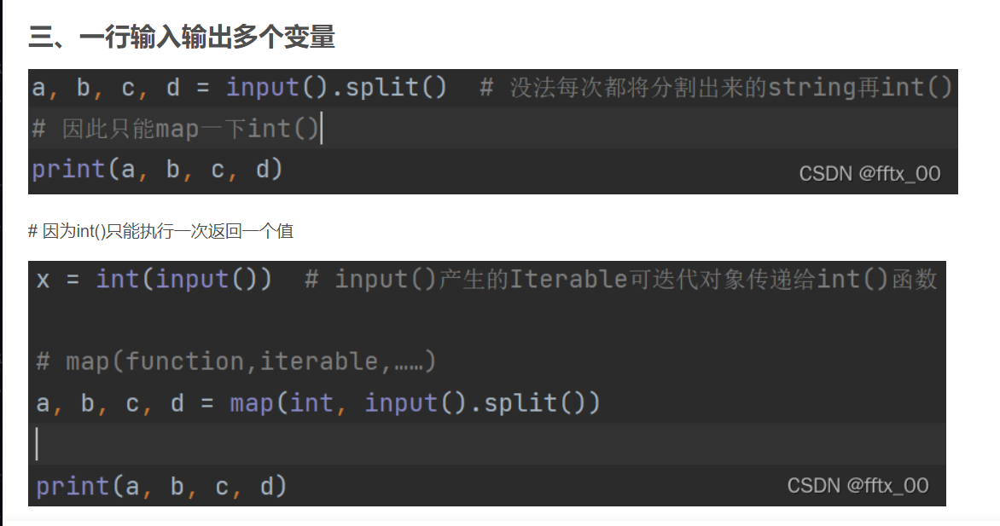 三、一行输入输出多个变量
a, b, c, d = input().split()  # 没法每次都将分割出来的string再int()
# 因此只能map一下int()
print(a, b, c, d)
CSDN @fftx_00
# 因为int()只能执行一次返回一个值
x = int(input())  # input()产生的Iterable可迭代对象传递给int()函数
# map(function,iterable,……)
a, b, c, d = map(int, input().split())
print(a, b, c, d)
CSDN @fftx_00